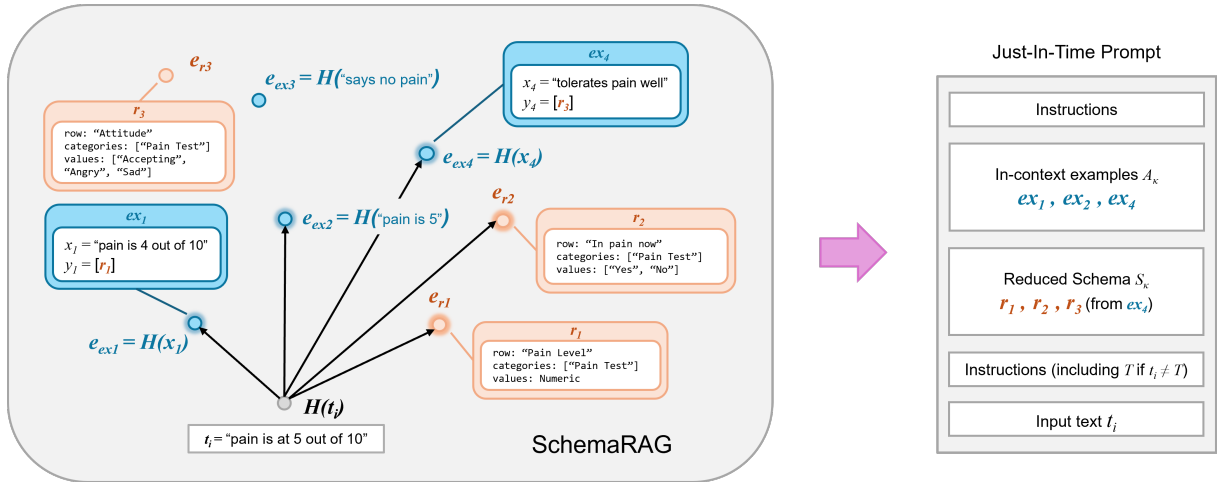 e_r3
e_ex3 = H("says no pain")
ex_4
x_4 = "tolerates pain well"
y_4 = [r_3]
r_3
row: "Attitude"
categories: ["Pain Test"]
values: ["Accepting",
"Angry", "Sad"]
e_ex4 = H(x_4)
e_r2
ex_1
x_1 = "pain is 4 out of 10"
y_1 = [r_1]
e_ex2 = H("pain is 5")
r_2
row: "In pain now"
categories: ["Pain Test"]
values: ["Yes", "No"]
e_r1
e_ex1 = H(x_1)
r_1
row: "Pain Level"
categories: ["Pain Test"]
values: Numeric
H(t_i)
t_i = "pain is at 5 out of 10"
SchemaRAG
Just-In-Time Prompt
Instructions
In-context examples A_κ
ex_1 , ex_2 , ex_4
Reduced Schema S_κ
r_1 , r_2 , r_3 (from ex_4)
Instructions (including T if t_i ≠ T)
Input text t_i